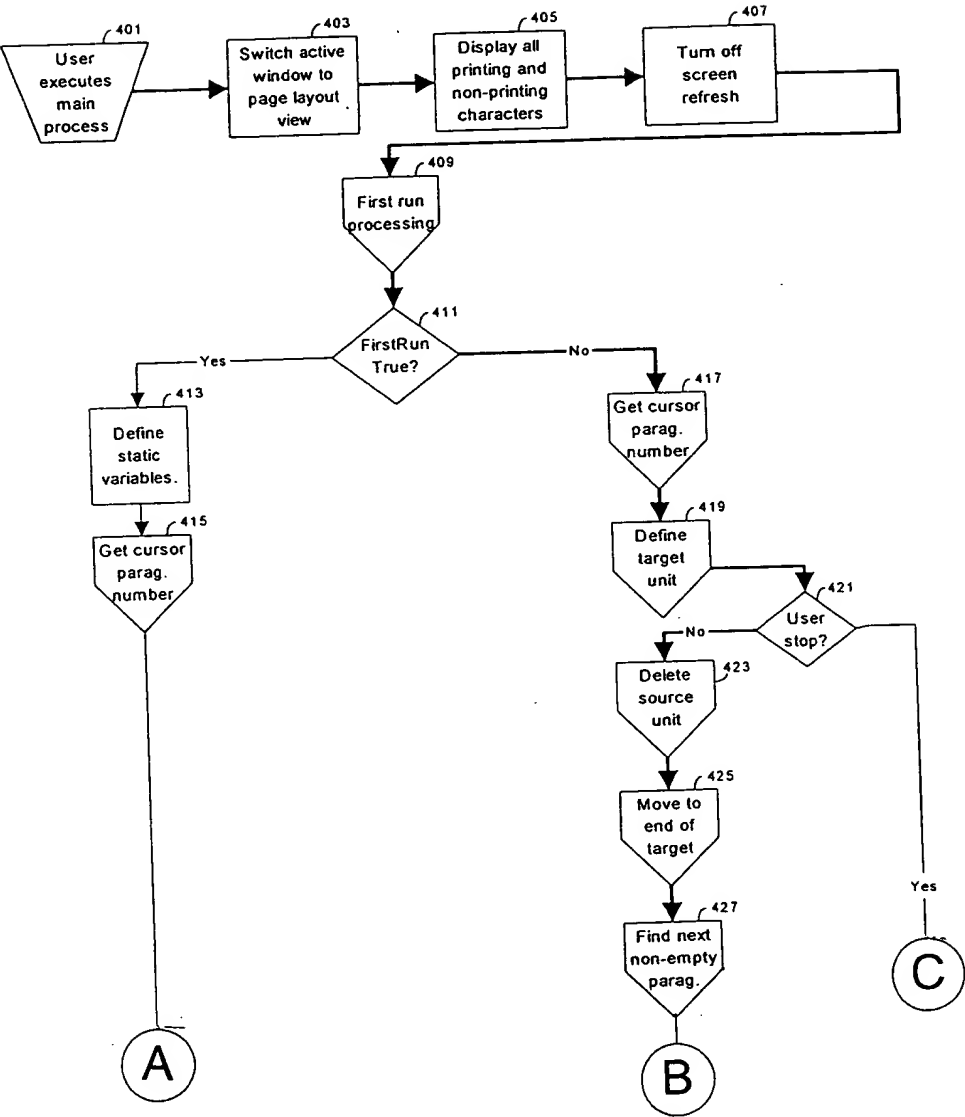 401
User
executes
main
process
403
Switch active
window to
page layout
view
405
Display all
printing and
non-printing
characters
407
Turn off
screen
refresh
409
First run
processing
411
FirstRun
True?
Yes
No
413
Define
static
variables.
415
Get cursor
parag.
number
417
Get cursor
parag.
number
419
Define
target
unit
421
User
stop?
No
Yes
423
Delete
source
unit
425
Move to
end of
target
427
Find next
non-empty
parag.
A
B
C